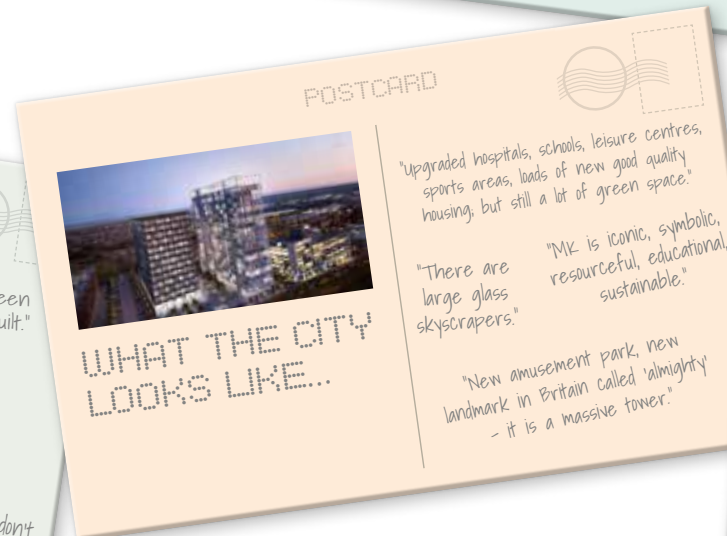 POSTCARD
WHAT THE CITY
LOOKS LIKE...
"Upgraded hospitals, schools, leisure centres,
sports areas, loads of new good quality
housing; but still a lot of green space."
"There are
large glass
skyscrapers."
"MK is iconic, symbolic,
resourceful, educational,
sustainable."
"New amusement park, new
landmark in Britain called 'almighty'
- it is a massive tower."
een
uilt."
don't